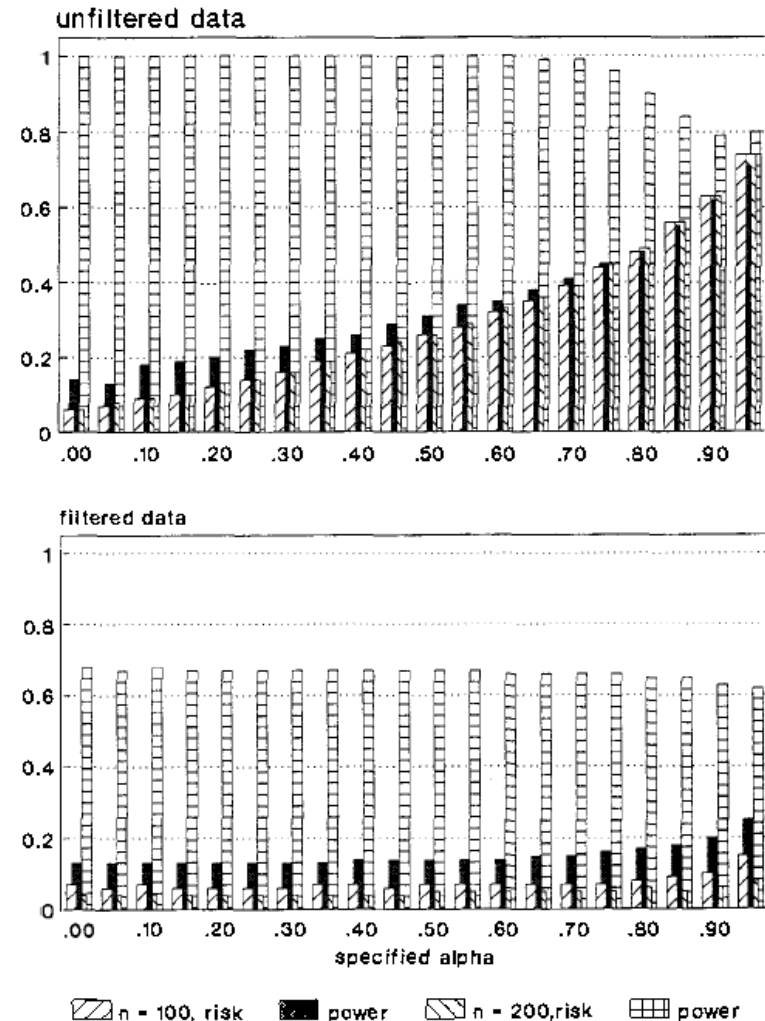 unfiltered data
1
0.8
0.6
0.4
0.2
0
.00 .10 .20 .30 .40 .50 .60 .70 .80 .90
filtered data
1
0.8
0.6
0.4
0.2
0
.00 .10 .20 .30 .40 .50 .60 .70 .80 .90
specified alpha
n - 100, risk power n - 200,risk power